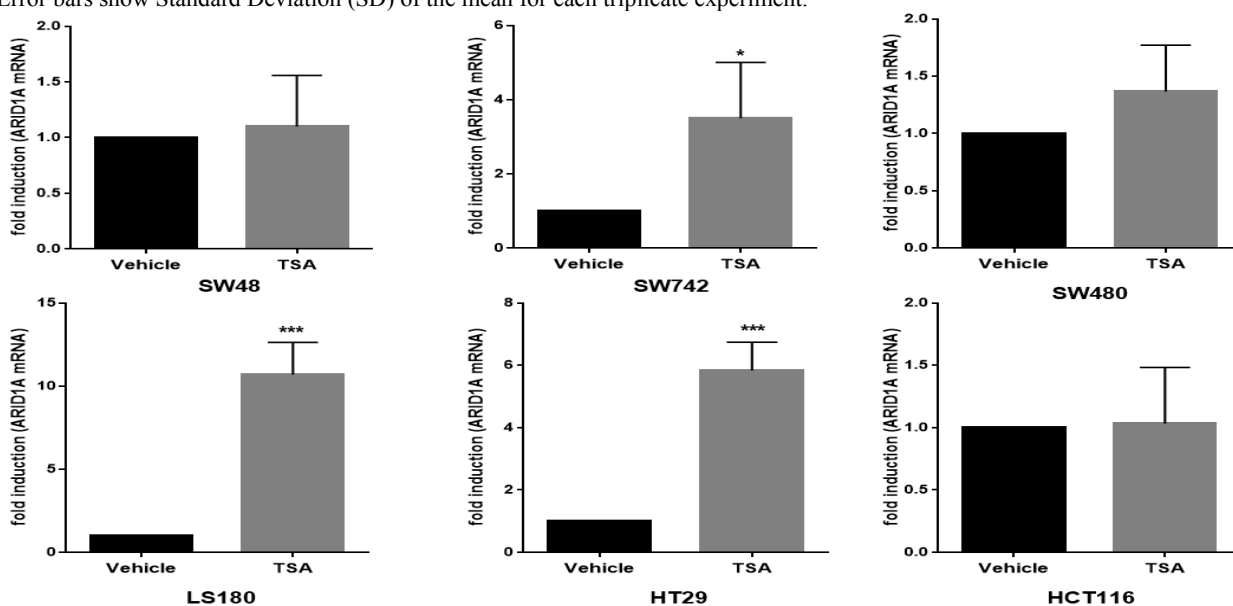 Error bars show Standard Deviation (SD) of the mean for each triplicate experiment.
fold induction (ARID1A mRNA)
2.0
1.5
1.0
0.5
0.0
Vehicle TSA
SW48
fold induction (ARID1A mRNA)
6
4
2
0
*
Vehicle TSA
SW742
fold induction (ARID1A mRNA)
2.0
1.5
1.0
0.5
0.0
Vehicle TSA
SW480
fold induction (ARID1A mRNA)
15
10
5
0
***
Vehicle TSA
LS180
fold induction (ARID1A mRNA)
8
6
4
2
0
***
Vehicle TSA
HT29
fold induction (ARID1A mRNA)
2.0
1.5
1.0
0.5
0.0
Vehicle TSA
HCT116